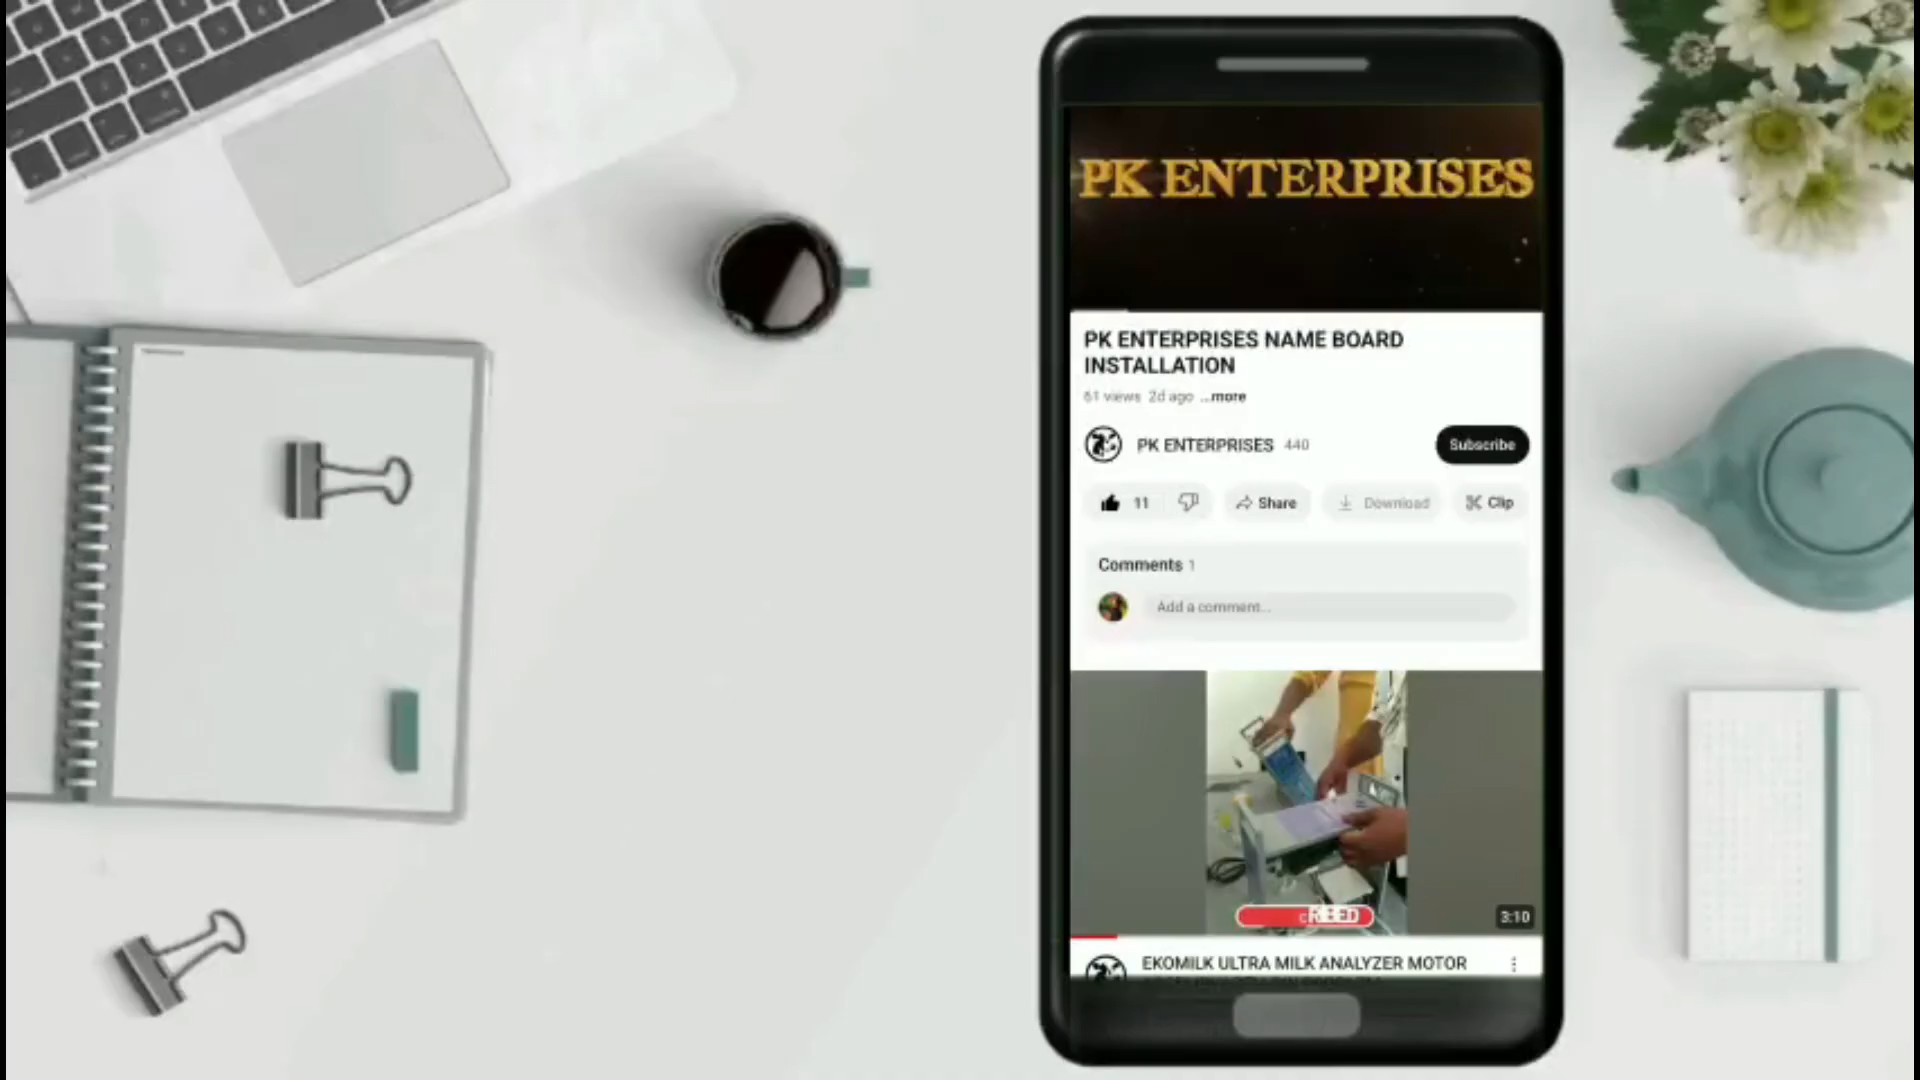 PK ENTERPRISES
PK ENTERPRISES NAME BOARD
INSTALLATION
61 views 2d ago ...more
PK ENTERPRISES 440
Subscribe
11
Share
Download
Clip
Comments 1
Add a comment...
3:10
EKOMILK ULTRA MILK ANALYZER MOTOR